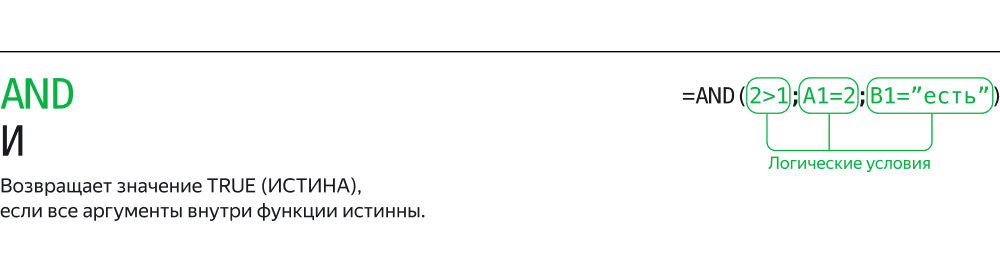 AND
И
Возвращает значение TRUE (ИСТИНА),
если все аргументы внутри функции истинны.
=AND(2>1;A1=2;B1=”есть”)
Логические условия